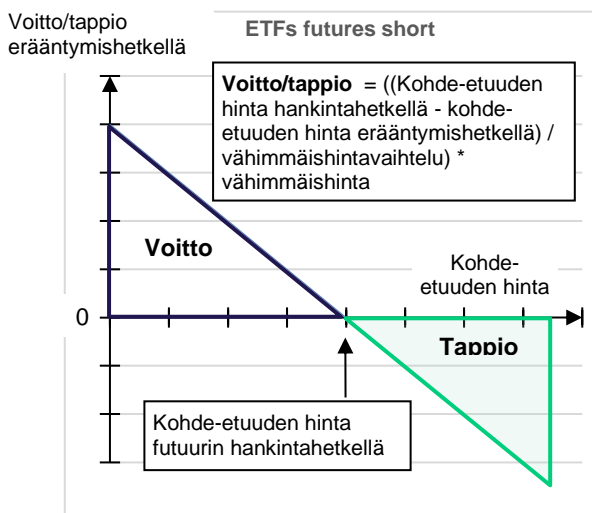 Voitto/tappio
erääntymishetkellä
ETFs futures short
Voitto/tappio = ((Kohde-etuuden
hinta hankintahetkellä - kohde-
etuuden hinta erääntymishetkellä) /
vähimmäishintavaihtelu) *
vähimmäishinta
Voitto
Kohde-
etuuden hinta
0
Tappio
Kohde-etuuden hinta
futuurin hankintahetkellä